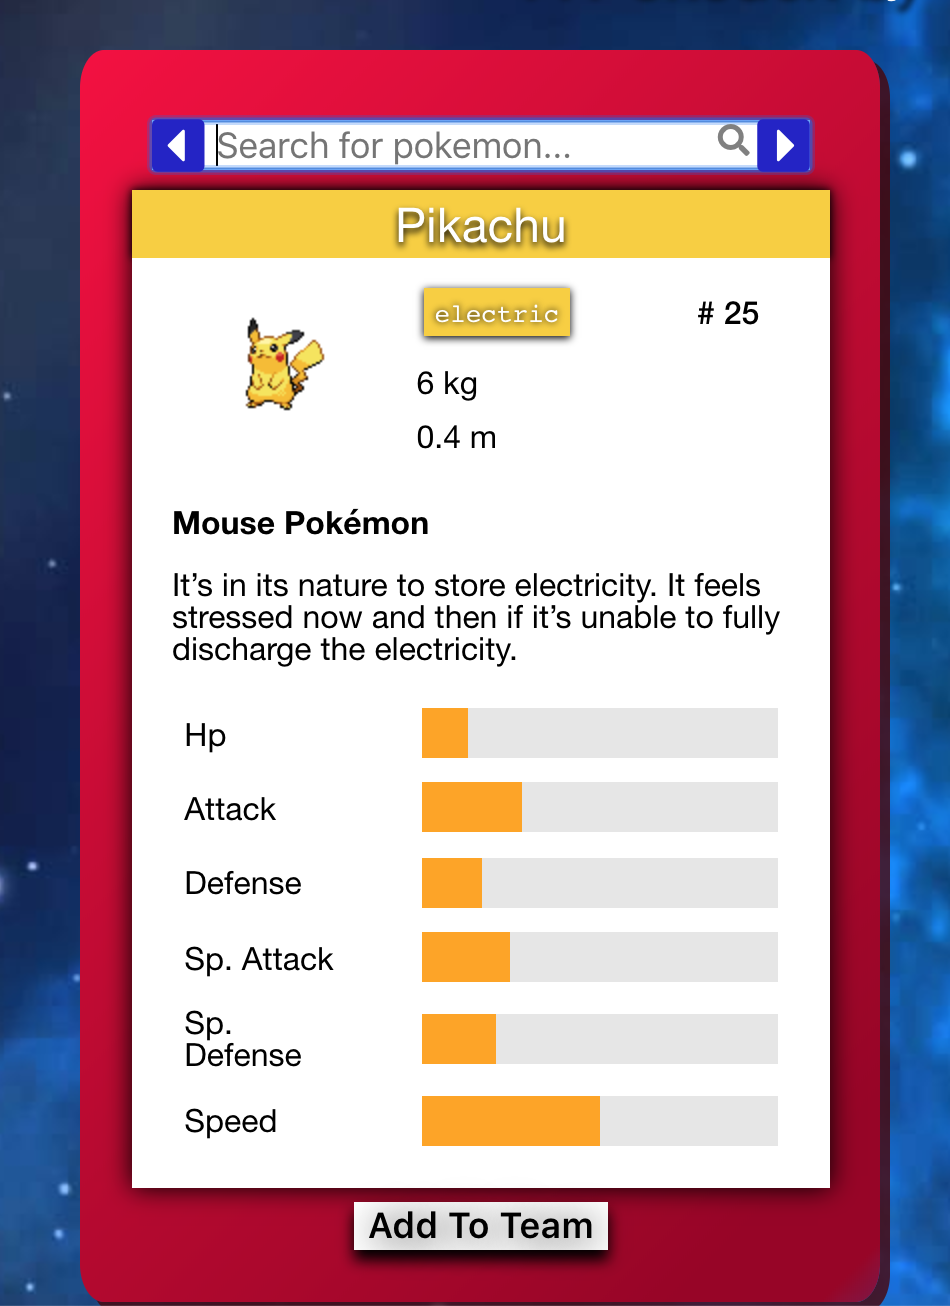 Search for pokemon...
Pikachu
electric
# 25
6 kg
0.4 m
Mouse Pokémon
It’s in its nature to store electricity. It feels
stressed now and then if it’s unable to fully
discharge the electricity.
Hp
Attack
Defense
Sp. Attack
Sp.
Defense
Speed
Add To Team